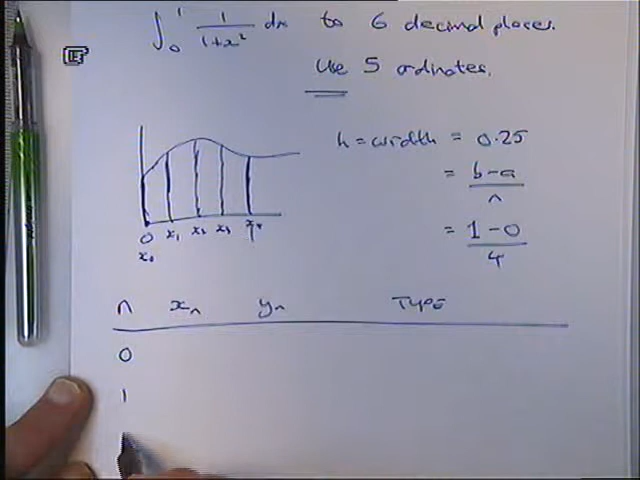 ∫₀¹ 1/(1+x²) dx to 6 decimal places.
Use 5 ordinates.
h = width = 0.25
= b-a/n
= 1-0/4
0 x₁ x₂ x₃ x₄
x₀ 1
n xₙ yₙ TYPE
0
1